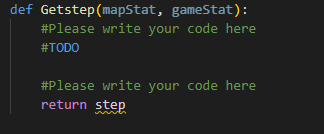 def Getstep(mapStat, gameStat):
    #Please write your code here
    #TODO
    #Please write your code here
    return step